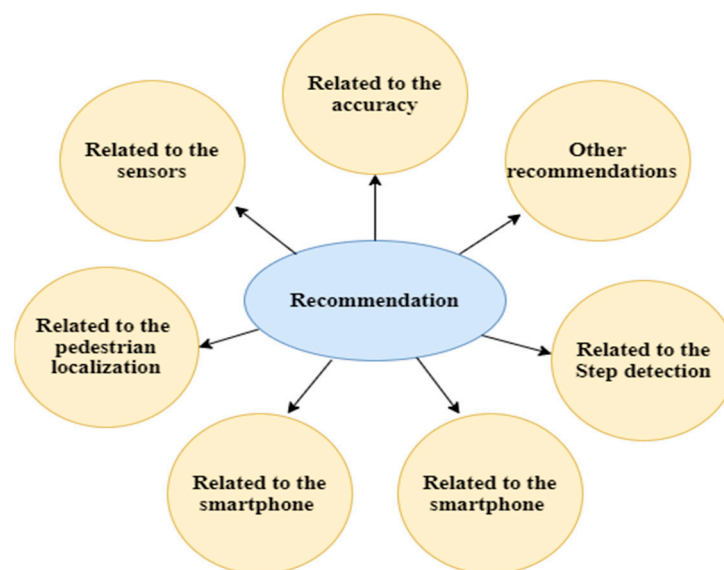 Related to the
accuracy
Related to the
sensors
Other
recommendations
Recommendation
Related to the
pedestrian
localization
Related to the
Step detection
Related to the
smartphone
Related to the
smartphone